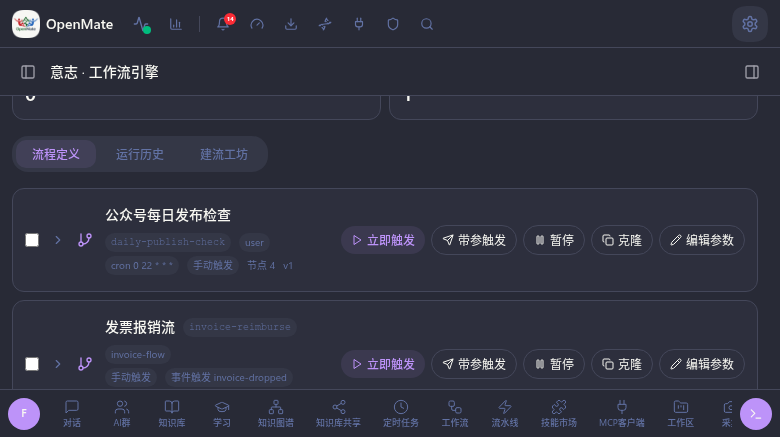 OpenMate
14
意志 · 工作流引擎
流程定义 运行历史 建流工坊
公众号每日发布检查
daily-publish-check user
cron 0 22 * * * 手动触发 节点 4 v1
立即触发 带参触发 暂停 克隆 编辑参数
发票报销流 invoice-reimburse
invoice-flow
手动触发 事件触发 invoice-dropped
立即触发 带参触发 暂停 克隆 编辑参数
F 对话 AI群 知识库 学习 知识图谱 知识库共享 定时任务 工作流 流水线 技能市场 MCP客户端 工作区